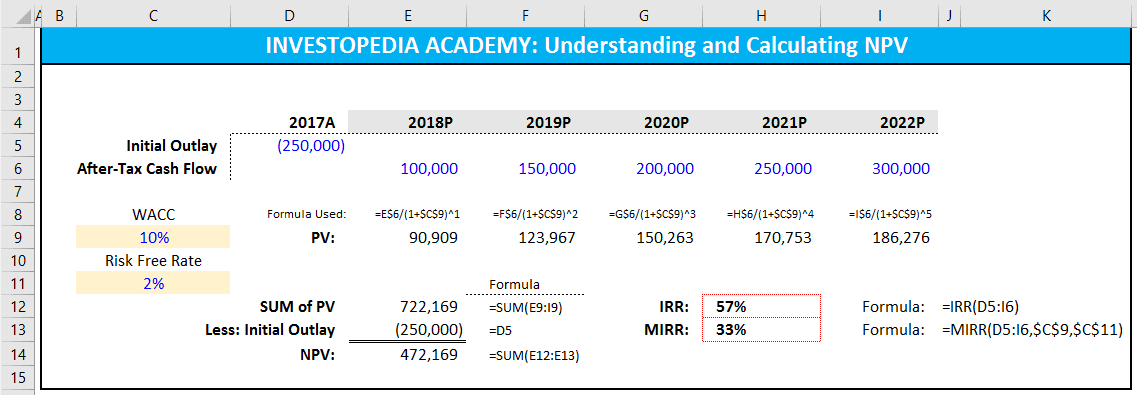 A B C D E F G H I J K
1 INVESTOPEDIA ACADEMY: Understanding and Calculating NPV
2
3
4 2017A 2018P 2019P 2020P 2021P 2022P
5 Initial Outlay (250,000)
6 After-Tax Cash Flow 100,000 150,000 200,000 250,000 300,000
7
8 WACC Formula Used: =E$6/(1+$C$9)^1 =F$6/(1+$C$9)^2 =G$6/(1+$C$9)^3 =H$6/(1+$C$9)^4 =I$6/(1+$C$9)^5
9 10% PV: 90,909 123,967 150,263 170,753 186,276
10 Risk Free Rate
11 2% Formula
12 SUM of PV 722,169 =SUM(E9:I9) IRR: 57% Formula: =IRR(D5:I6)
13 Less: Initial Outlay (250,000) =D5 MIRR: 33% Formula: =MIRR(D5:I6,$C$9,$C$11)
14 NPV: 472,169 =SUM(E12:E13)
15